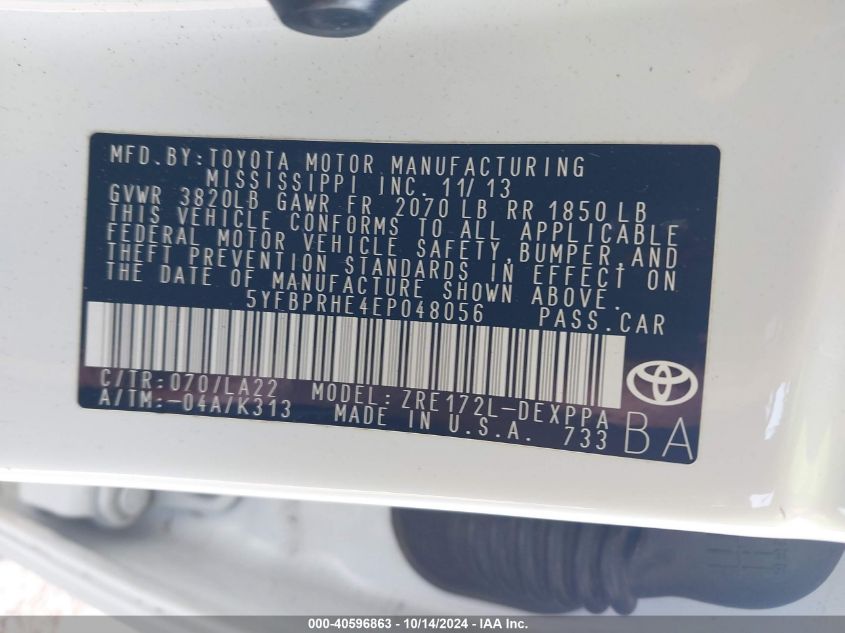 MFD.BY:TOYOTA MOTOR MANUFACTURING
MISSISSIPPI INC. 11/13
GVWR 3820LB GAWR FR 2070 LB RR 1850 LB
THIS VEHICLE CONFORMS TO ALL APPLICABLE
FEDERAL MOTOR VEHICLE SAFETY,BUMPER,AND
THEFT PREVENTION STANDARDS IN EFFECT ON
THE DATE OF MANUFACTURE SHOWN ABOVE.
5YFBPRHE4EP048056 PASS.CAR
C/TR:070/LA22 MODEL:ZRE172L-DEXPPA
A/TM:-04A/K313 MADE IN U.S.A. 733
BA
000-40596863 - 10/14/2024 - IAA Inc.